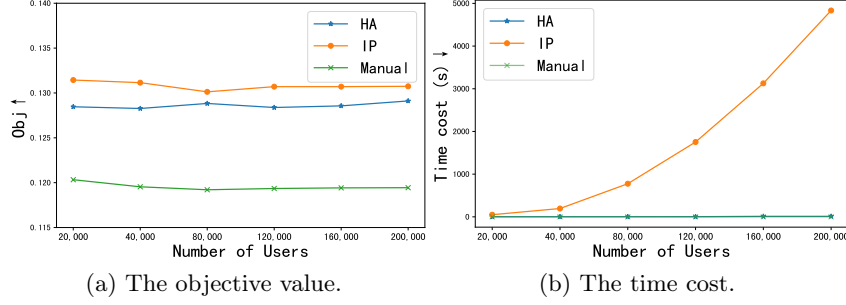 0.140
0.135
0.130
0.125
0.120
0.115
Obj ↑
HA
IP
Manual
20,000 40,000 80,000 120,000 160,000 200,000
Number of Users
(a) The objective value.
5000
4000
3000
2000
1000
0
Time cost (s) ↓
HA
IP
Manual
20,000 40,000 80,000 120,000 160,000 200,000
Number of Users
(b) The time cost.